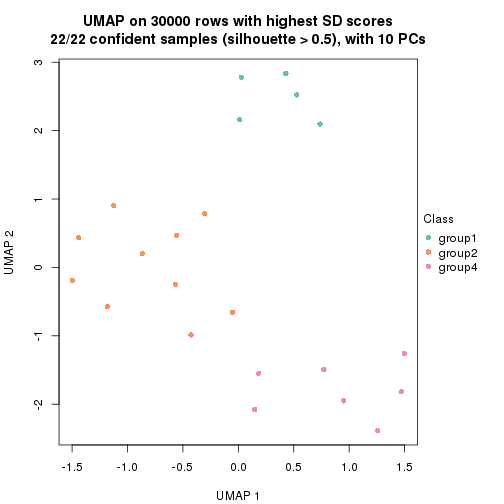 UMAP on 30000 rows with highest SD scores
22/22 confident samples (silhouette > 0.5), with 10 PCs
3
2
1
0
-1
-2
UMAP 2
-1.5 -1.0 -0.5 0.0 0.5 1.0 1.5
UMAP 1
Class
group1
group2
group4